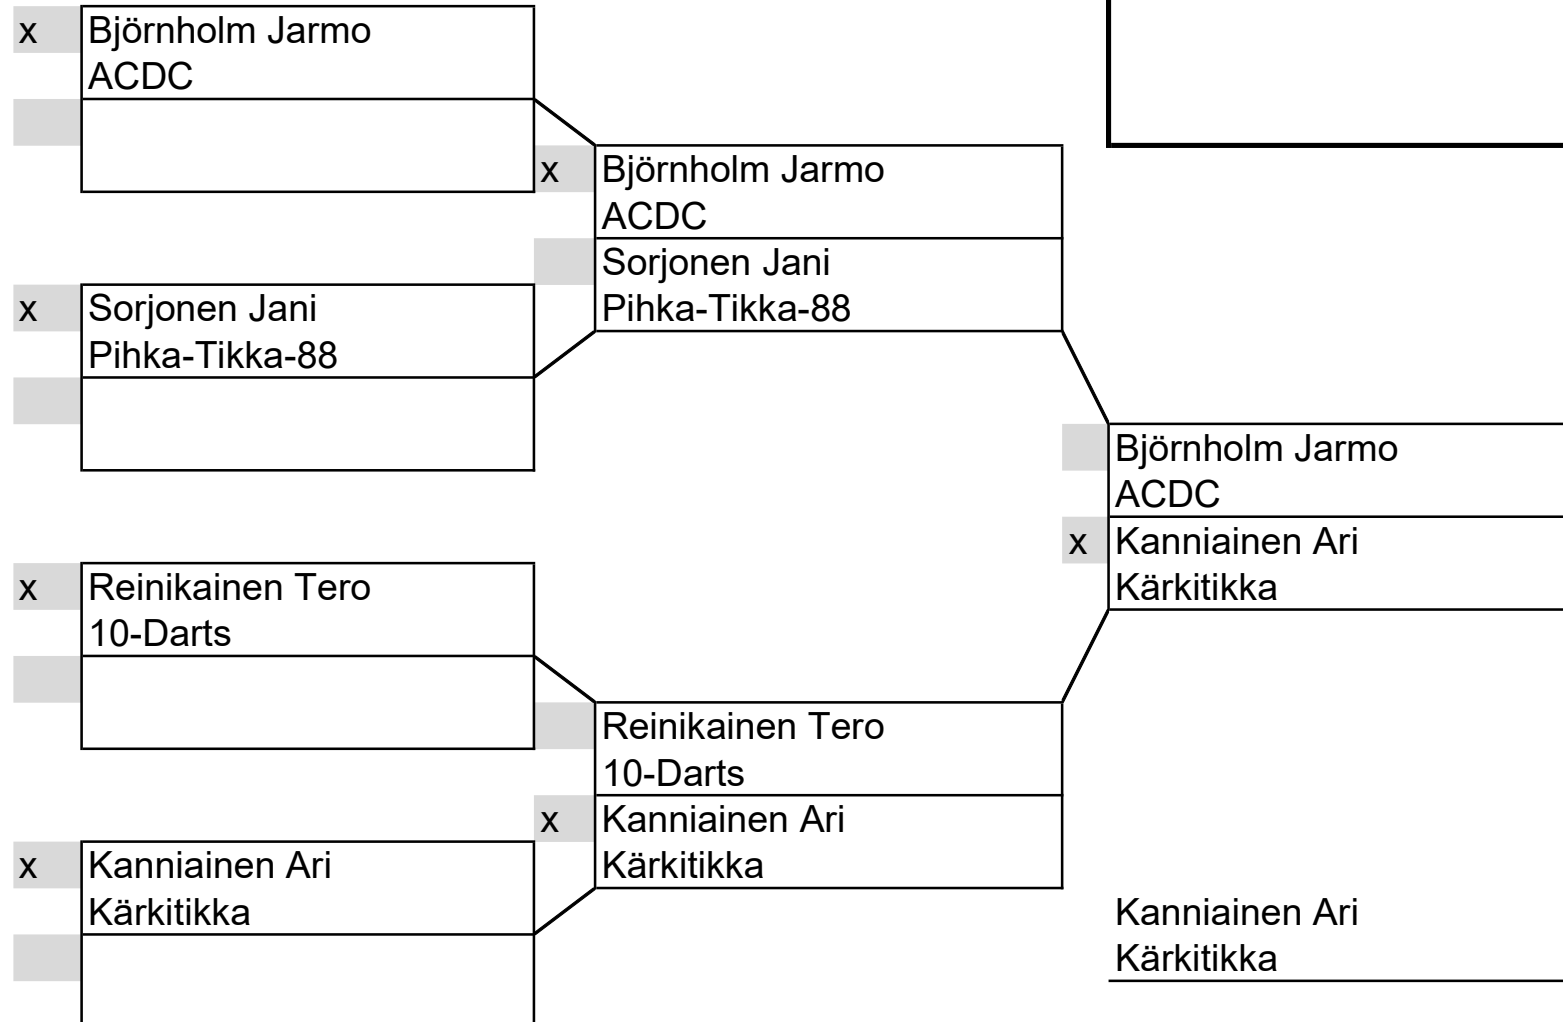 x Björnholm Jarmo
ACDC
x Björnholm Jarmo
ACDC
Sorjonen Jani
Pihka-Tikka-88
x Sorjonen Jani
Pihka-Tikka-88
Björnholm Jarmo
ACDC
x Kanniainen Ari
Kärkitikka
x Reinikainen Tero
10-Darts
Reinikainen Tero
10-Darts
x Kanniainen Ari
Kärkitikka
x Kanniainen Ari
Kärkitikka
Kanniainen Ari
Kärkitikka